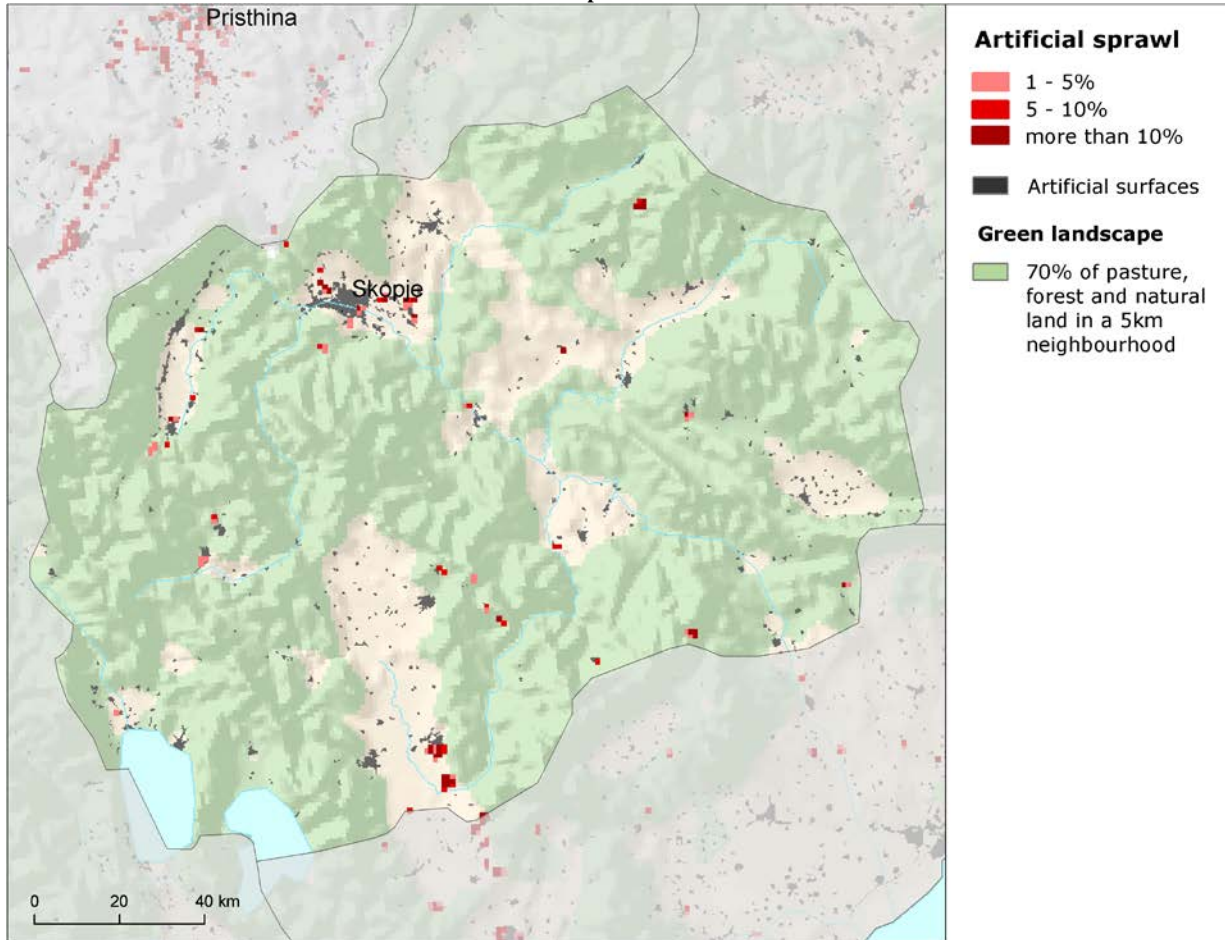 Pristhina
Skopje
0 20 40 km
Artificial sprawl
1 - 5%
5 - 10%
more than 10%
Artificial surfaces
Green landscape
70% of pasture,
forest and natural
land in a 5km
neighbourhood